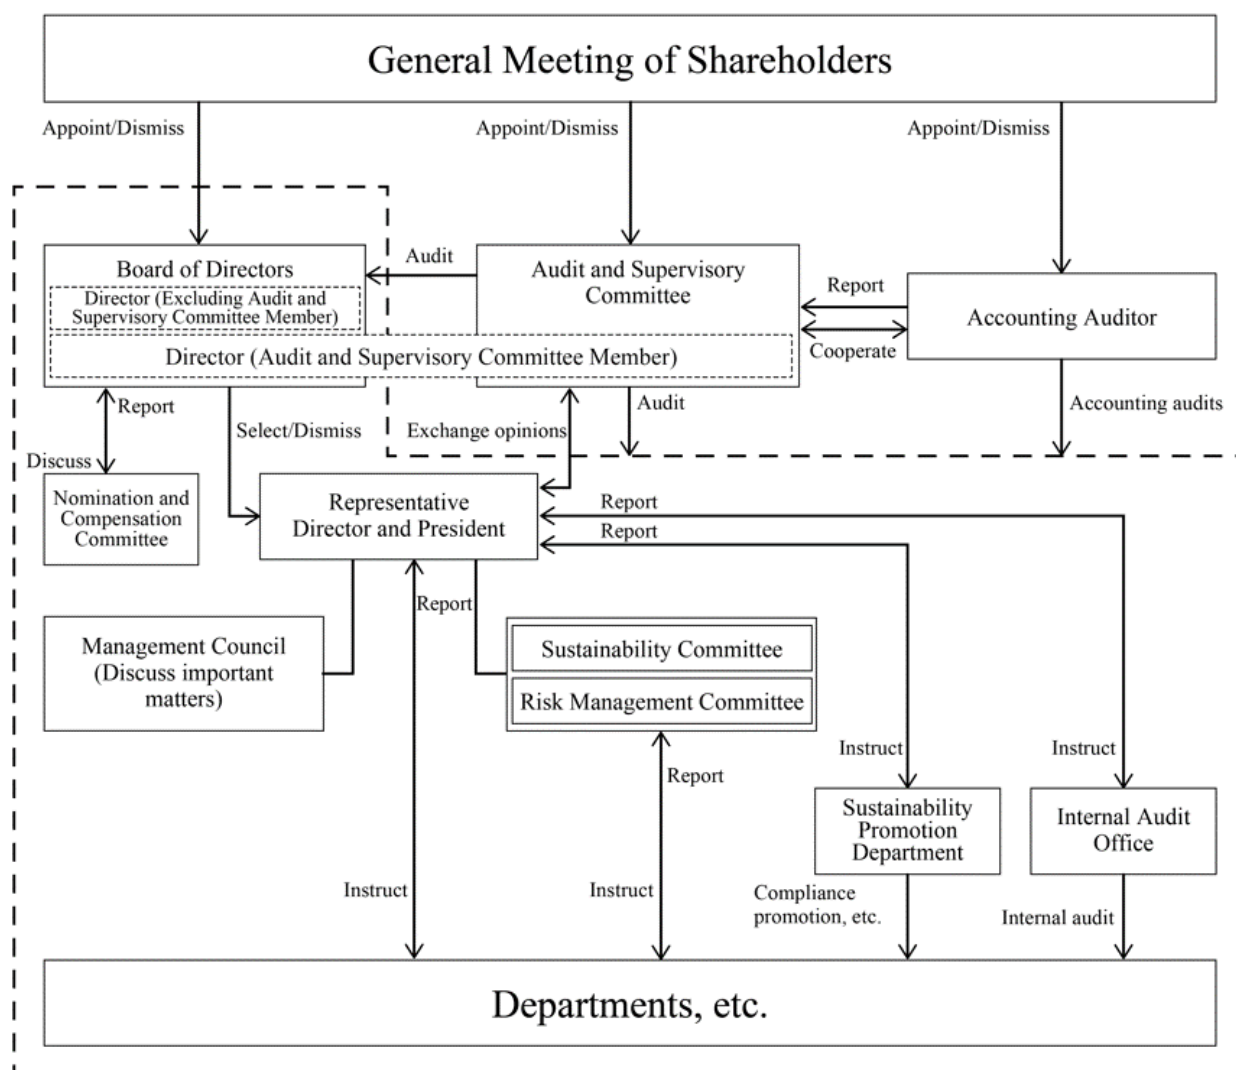 General Meeting of Shareholders
Appoint/Dismiss
Appoint/Dismiss
Appoint/Dismiss
Board of Directors
Director (Excluding Audit and
Supervisory Committee Member)
Audit
Audit and Supervisory
Committee
Director (Audit and Supervisory Committee Member)
Report
Cooperate
Accounting Auditor
Report
Discuss
Select/Dismiss
Exchange opinions
Audit
Accounting audits
Nomination and
Compensation
Committee
Representative
Director and President
Report
Report
Report
Management Council
(Discuss important
matters)
Sustainability Committee
Risk Management Committee
Instruct
Instruct
Report
Sustainability
Promotion
Department
Internal Audit
Office
Instruct
Instruct
Compliance
promotion, etc.
Internal audit
Departments, etc.